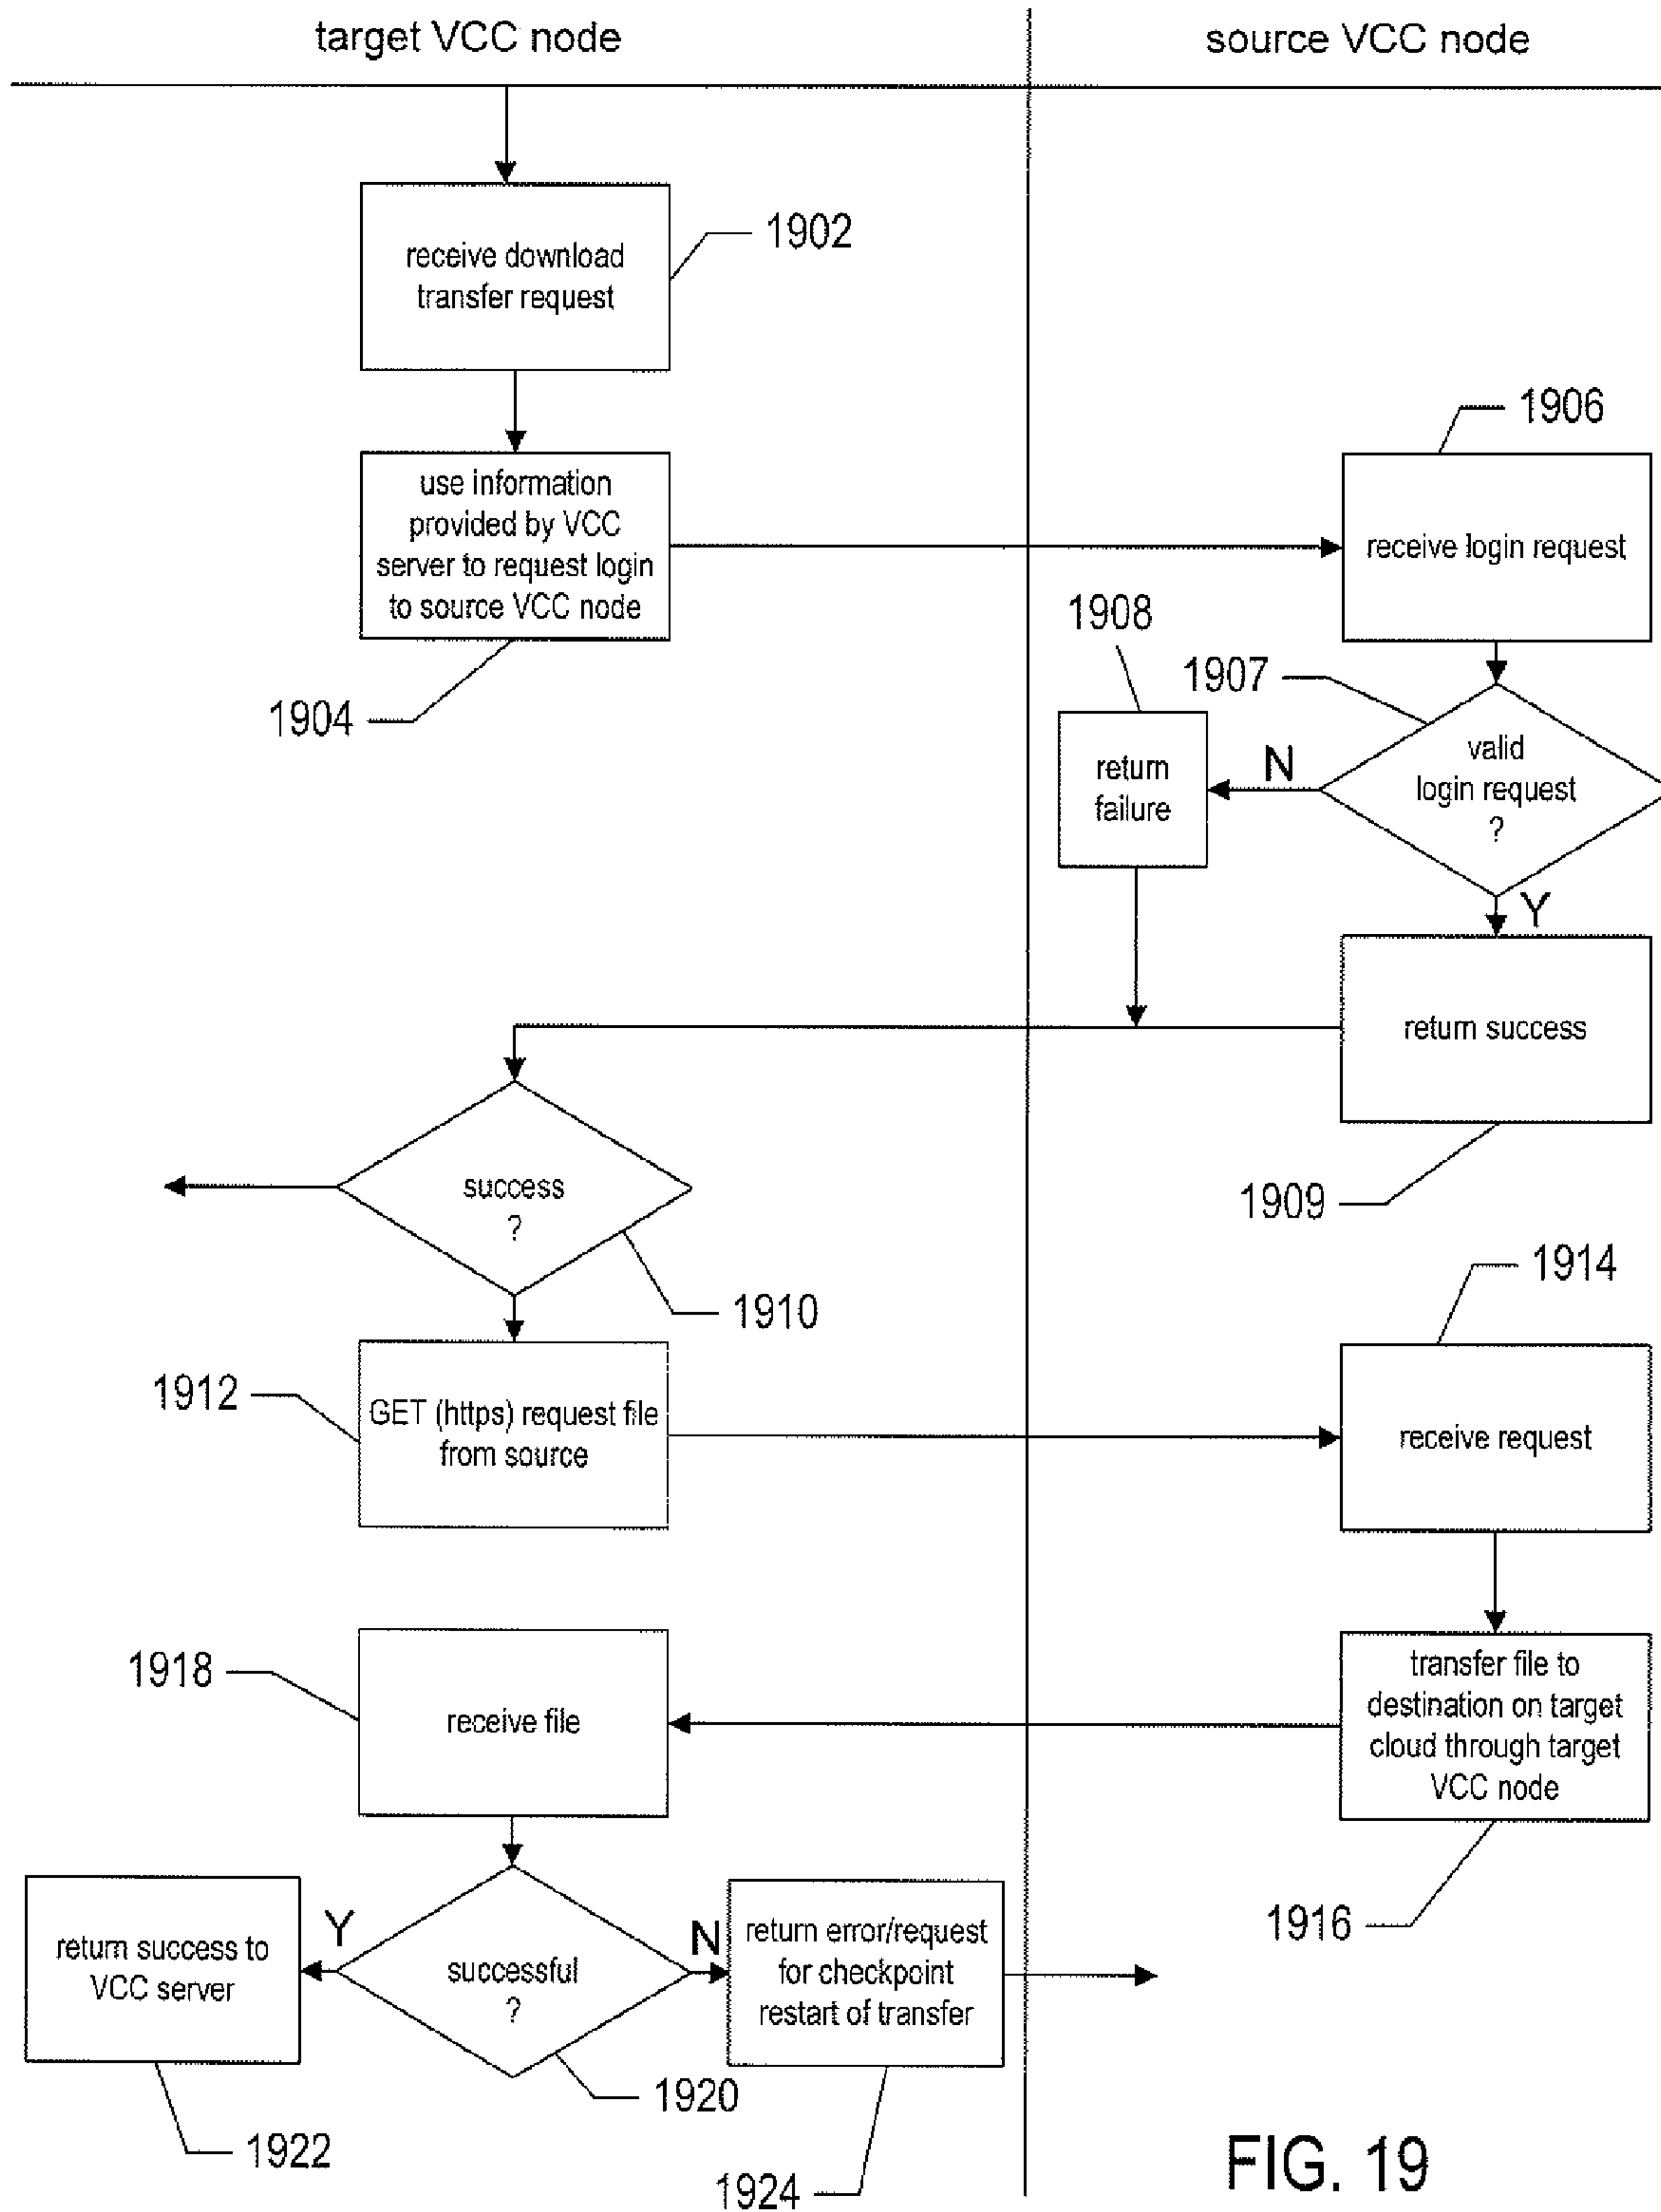 target VCC node
source VCC node
receive download
transfer request
1902
use information
provided by VCC
server to request login
to source VCC node
1904
1906
receive login request
1908
1907
return
failure
N
valid
login request
?
Y
return success
1909
success
?
1910
1912
GET (https) request file
from source
1914
receive request
1918
receive file
transfer file to
destination on target
cloud through target
VCC node
1916
return success to
VCC server
Y
successful
?
N
return error/request
for checkpoint
restart of transfer
1920
1922
1924
FIG. 19